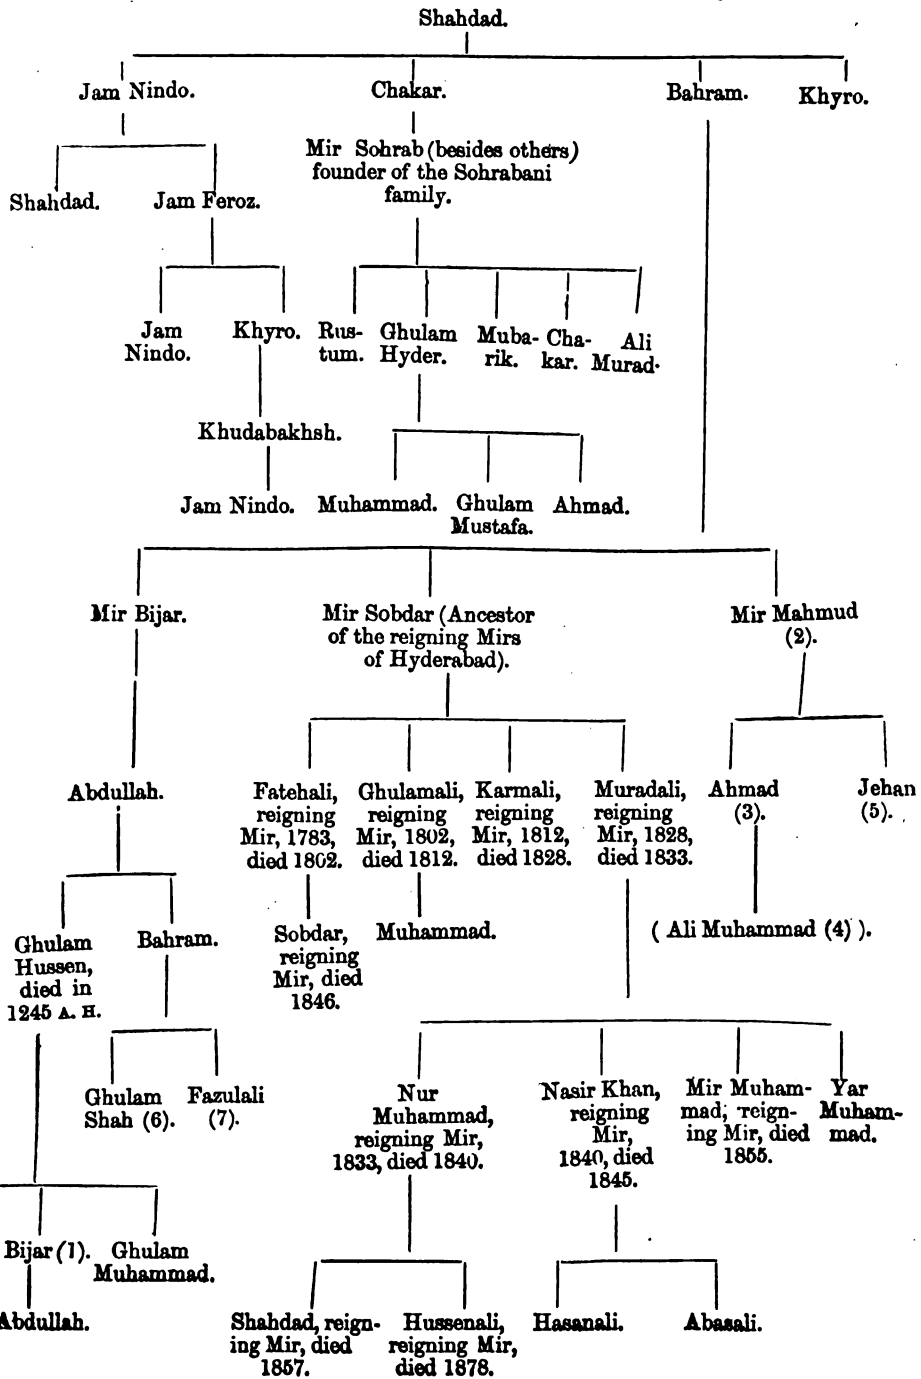 Shahdad.
Jam Nindo.
Chakar.
Bahram.
Khyro.
Mir Sohrab (besides others)
founder of the Sohrabani
family.
Shahdad.
Jam Feroz.
Jam
Nindo.
Khyro.
Rus-
tum.
Ghulam
Hyder.
Muba-
rik.
Cha-
kar.
Ali
Murad.
Khudabakhsh.
Jam Nindo.
Muhammad.
Ghulam
Mustafa.
Ahmad.
Mir Bijar.
Mir Sobdar (Ancestor
of the reigning Mirs
of Hyderabad).
Mir Mahmud
(2).
Abdullah.
Fatehali,
reigning
Mir, 1783,
died 1802.
Ghulamali,
reigning
Mir, 1802,
died 1812.
Karmali,
reigning
Mir, 1812,
died 1828.
Muradali,
reigning
Mir, 1828,
died 1833.
Ahmad
(3).
Jehan
(5).
Ghulam
Hussen,
died in
1245 A. H.
Bahram.
Sobdar,
reigning
Mir, died
1846.
Muhammad.
( Ali Muhammad (4) ).
Ghulam
Shah (6).
Fazulali
(7).
Nur
Muhammad,
reigning Mir,
1833, died 1840.
Nasir Khan,
reigning
Mir,
1840, died
1845.
Mir Muham-
mad, reign-
ing Mir, died
1855.
Yar
Muham-
mad.
Bijar (1).
Ghulam
Muhammad.
Abdullah.
Shahdad, reign-
ing Mir, died
1857.
Hussenali,
reigning Mir,
died 1878.
Hasanali.
Abasali.